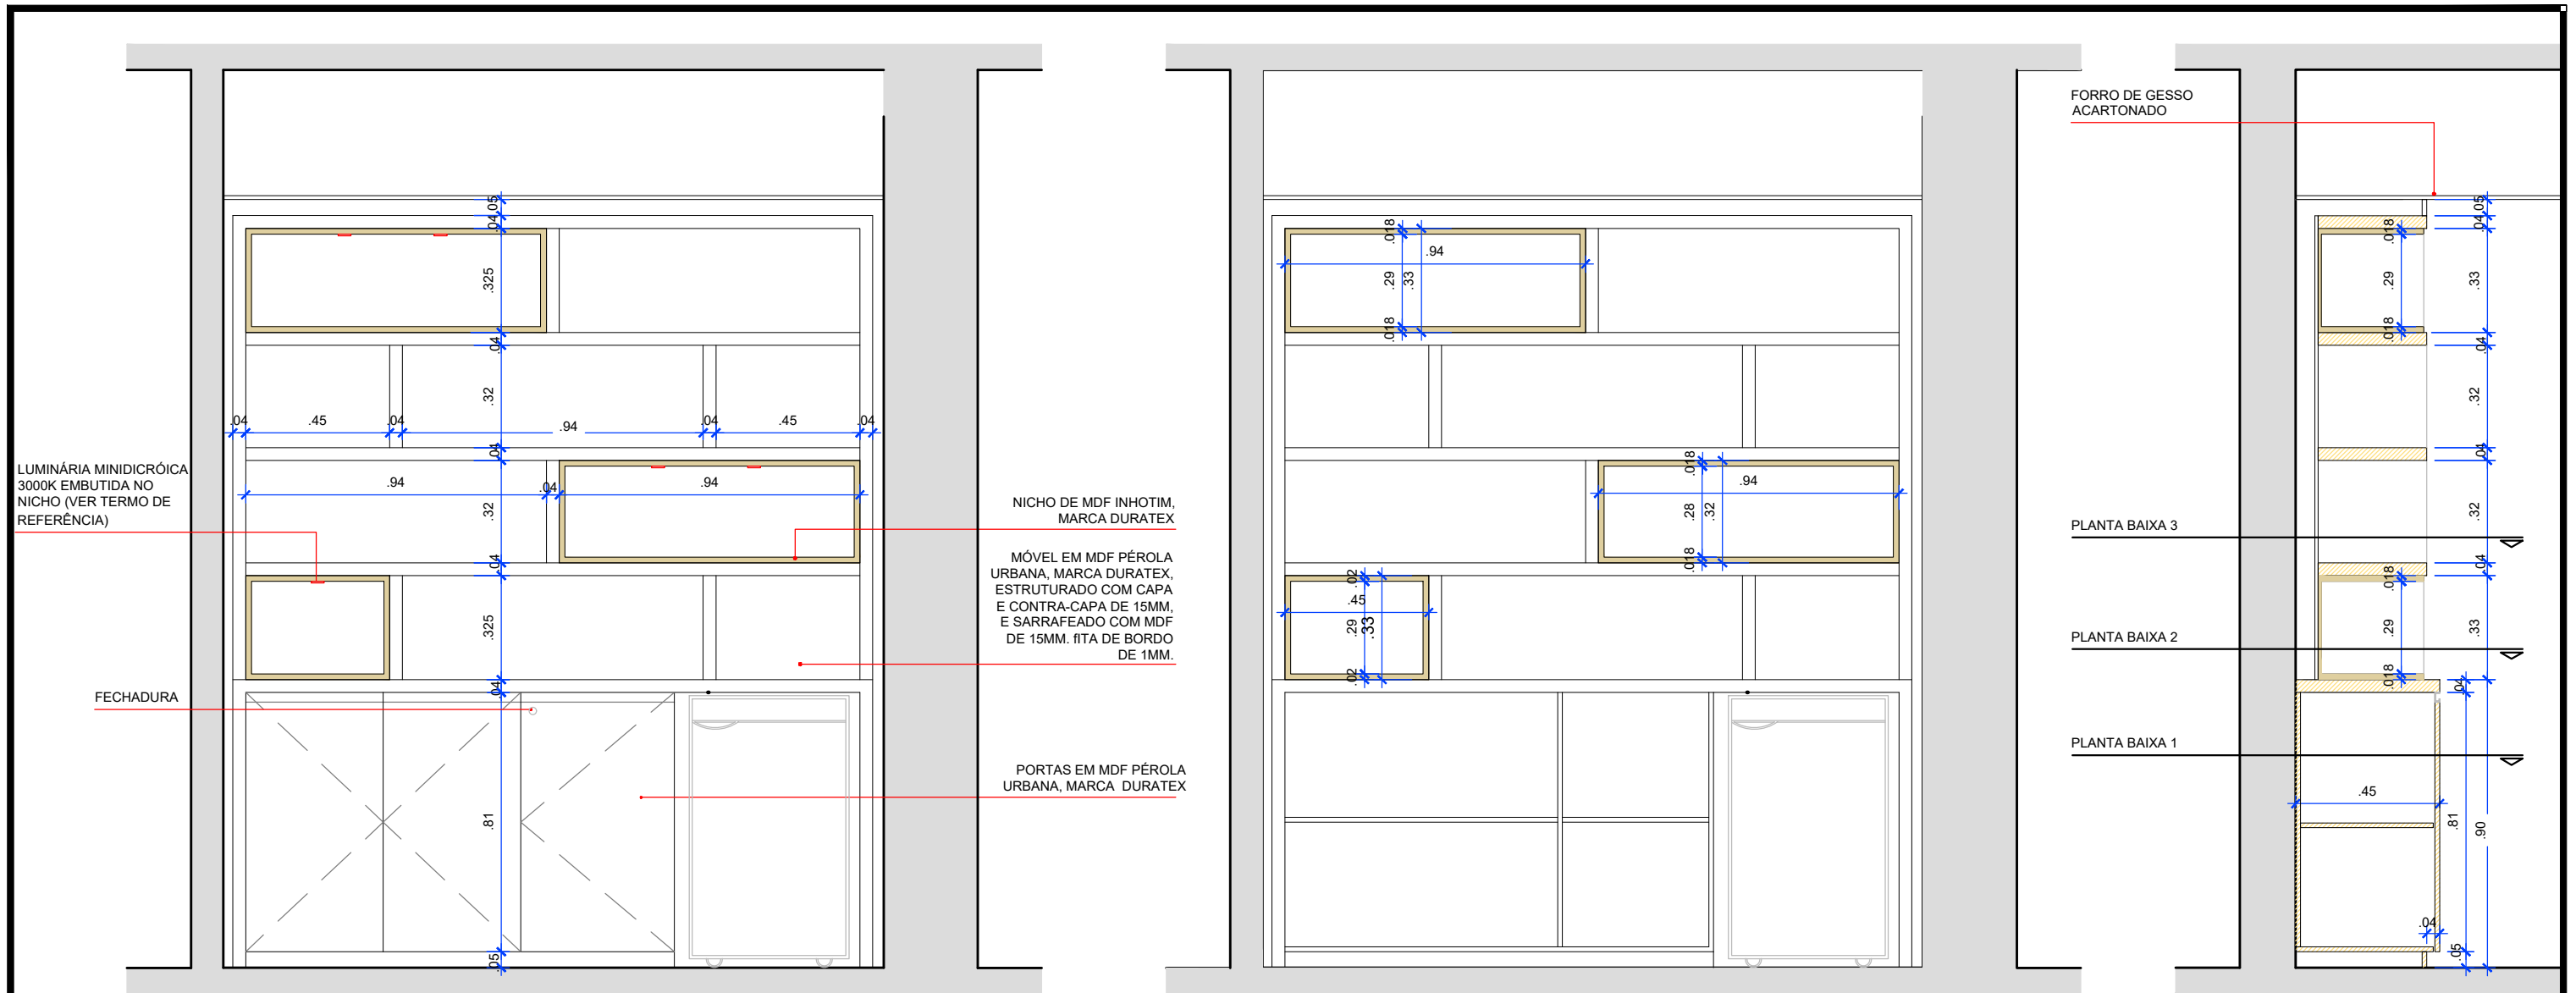 LUMINÁRIA MINIDICRÓICA
3000K EMBUTIDA NO
NICHO (VER TERMO DE
REFERÊNCIA)
FECHADURA
.05
.04
.325
.04
.32
.04
.45
.04
.94
.04
.45
.04
.04
.94
.04
.94
.32
.04
.325
.04
.81
.05
NICHO DE MDF INHOTIM,
MARCA DURATEX
MÓVEL EM MDF PÉROLA
URBANA, MARCA DURATEX,
ESTRUTURADO COM CAPA
E CONTRA-CAPA DE 15MM,
E SARRAFEADO COM MDF
DE 15MM. fITA DE BORDO
DE 1MM.
PORTAS EM MDF PÉROLA
URBANA, MARCA DURATEX
.018
.94
.29
.33
.018
.018
.94
.28
.32
.018
.02
.45
.29
.33
.02
FORRO DE GESSO
ACARTONADO
PLANTA BAIXA 3
PLANTA BAIXA 2
PLANTA BAIXA 1
.05
.04
.018
.29
.33
.018
.04
.32
.04
.32
.04
.018
.29
.33
.018
.04
.45
.81
.90
.04
.05